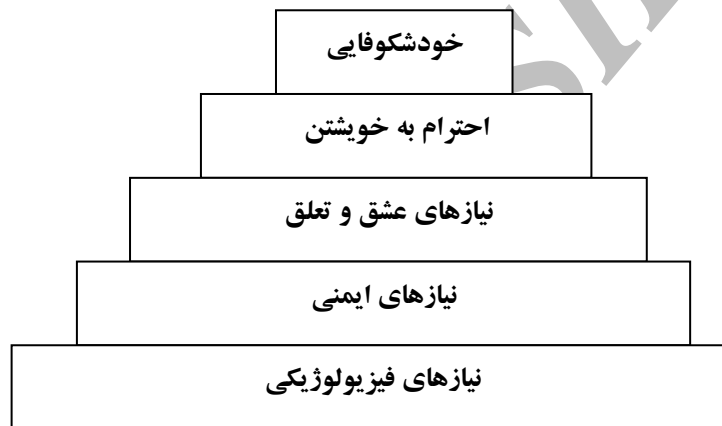 خودشکوفایی
احترام به خویشتن
نیازهای عشق و تعلق
نیازهای ایمنی
نیازهای فیزیولوژیکی